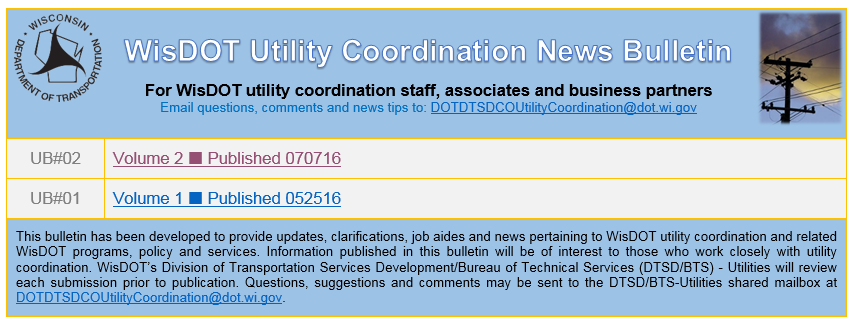 WISCONSIN
DEPARTMENT OF TRANSPORTATION
WisDOT Utility Coordination News Bulletin
For WisDOT utility coordination staff, associates and business partners
Email questions, comments and news tips to: DOTDTSDCOUtilityCoordination@dot.wi.gov
UB#02 Volume 2 ■ Published 070716
UB#01 Volume 1 ■ Published 052516
This bulletin has been developed to provide updates, clarifications, job aides and news pertaining to WisDOT utility coordination and related
WisDOT programs, policy and services. Information published in this bulletin will be of interest to those who work closely with utility
coordination. WisDOT's Division of Transportation Services Development/Bureau of Technical Services (DTSD/BTS) - Utilities will review
each submission prior to publication. Questions, suggestions and comments may be sent to the DTSD/BTS-Utilities shared mailbox at
DOTDTSDCOUtilityCoordination@dot.wi.gov.